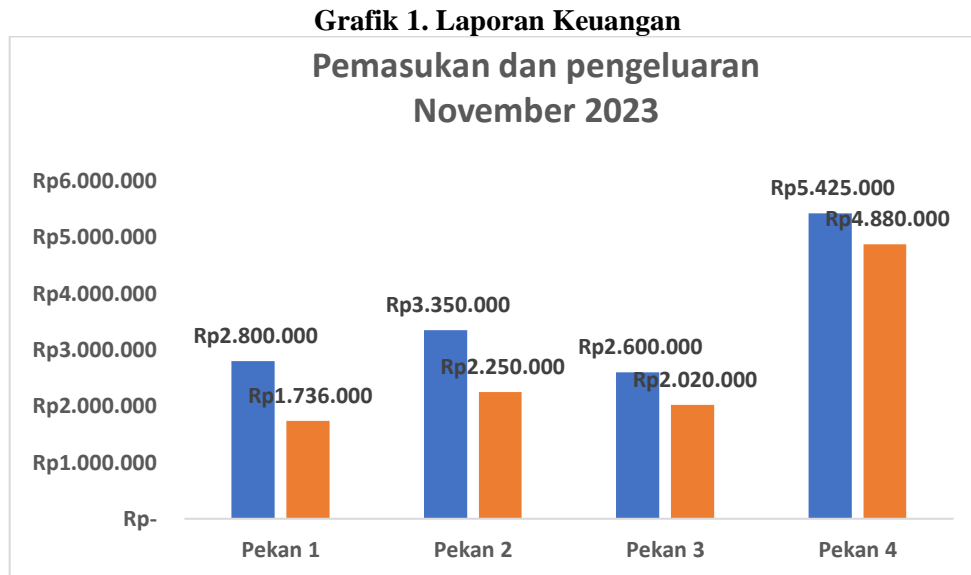 Grafik 1. Laporan Keuangan
Pemasukan dan pengeluaran
November 2023
Rp6.000.000
Rp5.000.000
Rp4.000.000
Rp3.000.000
Rp2.000.000
Rp1.000.000
Rp-
Rp2.800.000
Rp1.736.000
Rp3.350.000
Rp2.250.000
Rp2.600.000
Rp2.020.000
Rp5.425.000
Rp4.880.000
Pekan 1
Pekan 2
Pekan 3
Pekan 4